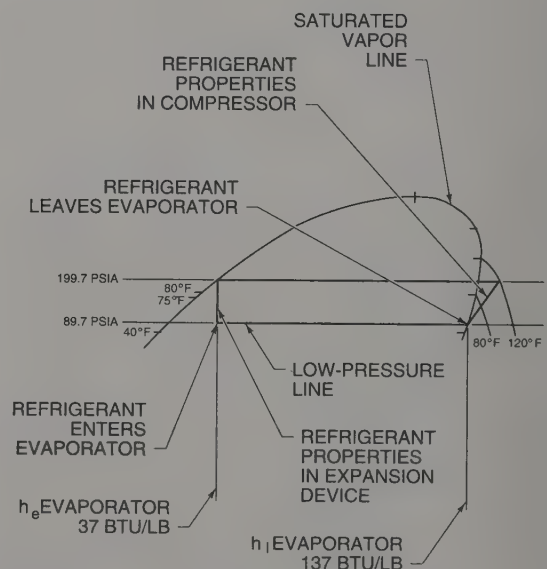 SATURATED
VAPOR
LINE
REFRIGERANT
PROPERTIES
IN COMPRESSOR
REFRIGERANT
LEAVES EVAPORATOR
199.7 PSIA
80°F
75°F
89.7 PSIA
40°F
80°F
120°F
LOW-PRESSURE
LINE
REFRIGERANT
ENTERS
EVAPORATOR
REFRIGERANT
PROPERTIES
IN EXPANSION
DEVICE
heEVAPORATOR
37 BTU/LB
hlEVAPORATOR
137 BTU/LB